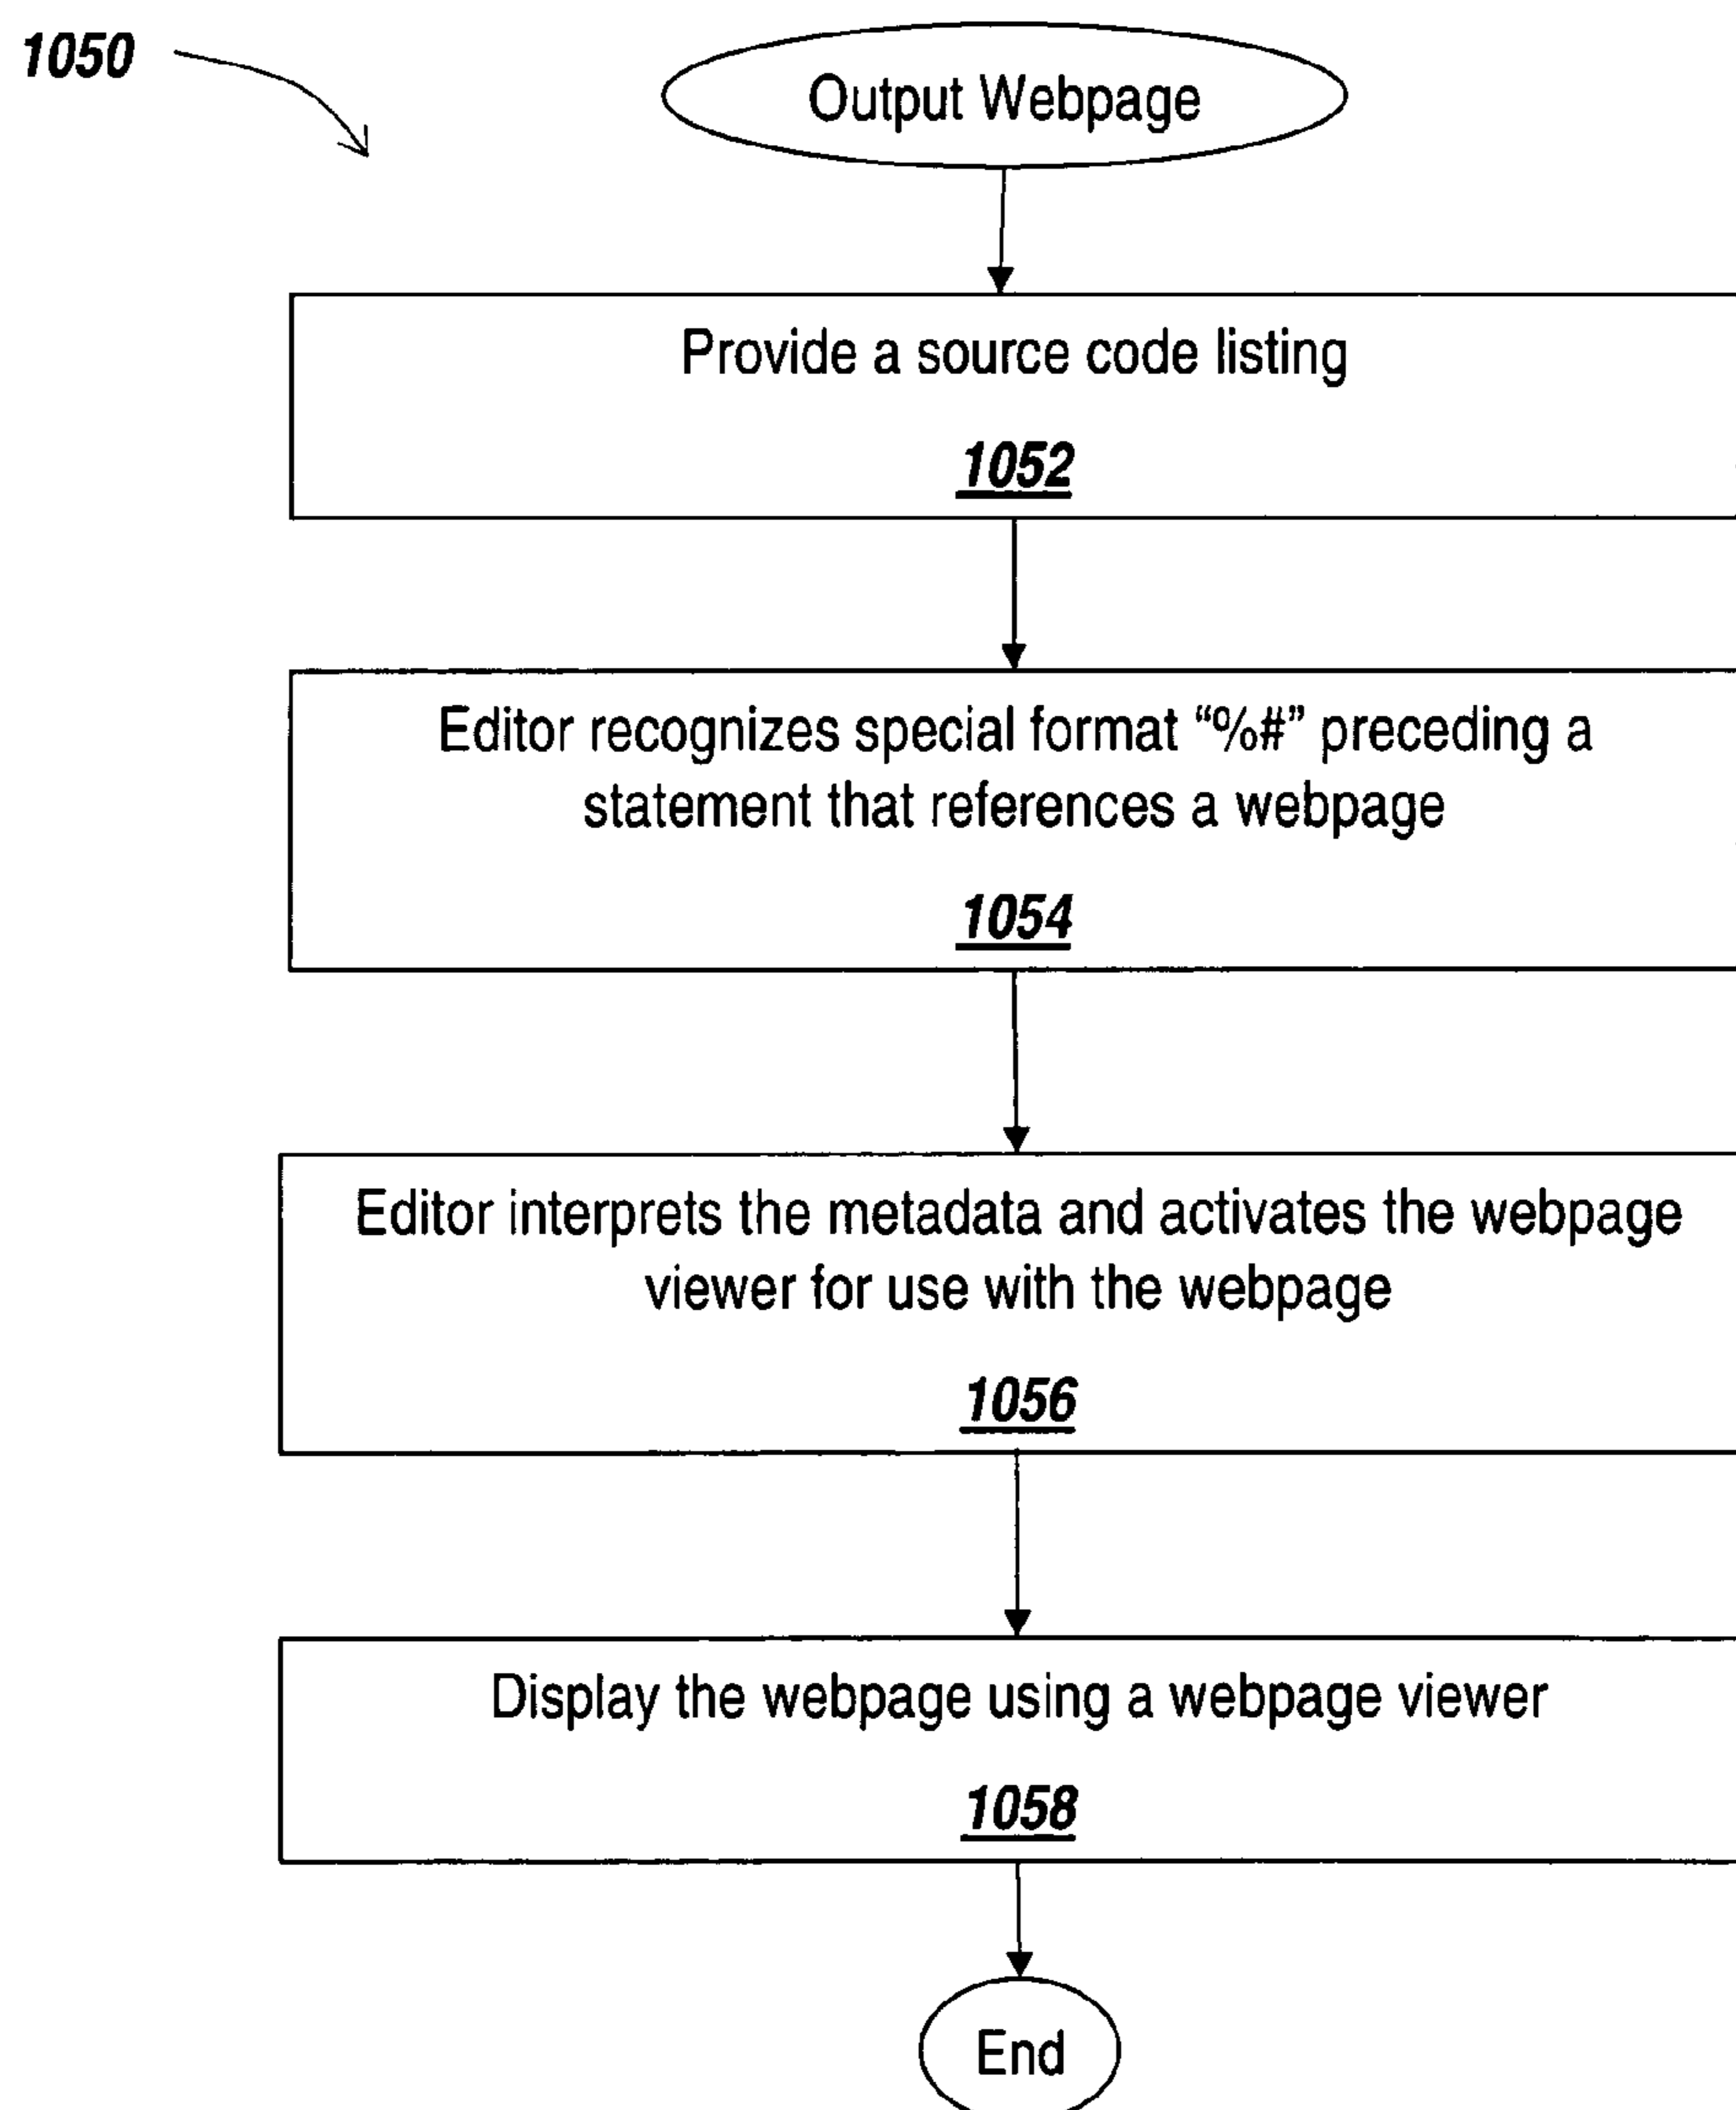 1050
Output Webpage
Provide a source code listing
1052
Editor recognizes special format “%#” preceding a
statement that references a webpage
1054
Editor interprets the metadata and activates the webpage
viewer for use with the webpage
1056
Display the webpage using a webpage viewer
1058
End